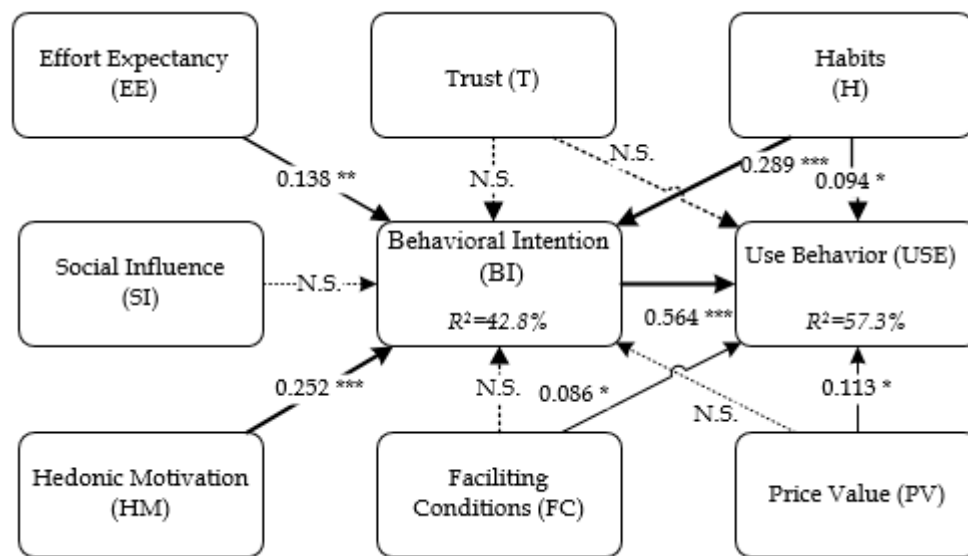 Effort Expectancy
(EE)
Trust (T)
Habits
(H)
0.138 **
N.S.
N.S.
0.289 ***
0.094 *
Social Influence
(SI)
N.S.
Behavioral Intention
(BI)
R²=42.8%
0.564 ***
Use Behavior (USE)
R²=57.3%
0.252 ***
N.S.
0.086 *
N.S.
0.113 *
Hedonic Motivation
(HM)
Faciliting
Conditions (FC)
Price Value (PV)